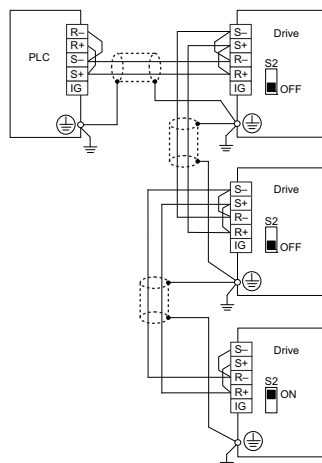 PLC
R–
R+
S–
S+
IG
S–
S+
R–
R+
IG
Drive
S2
OFF
S–
S+
R–
R+
IG
Drive
S2
OFF
S–
S+
R–
R+
IG
Drive
S2
ON